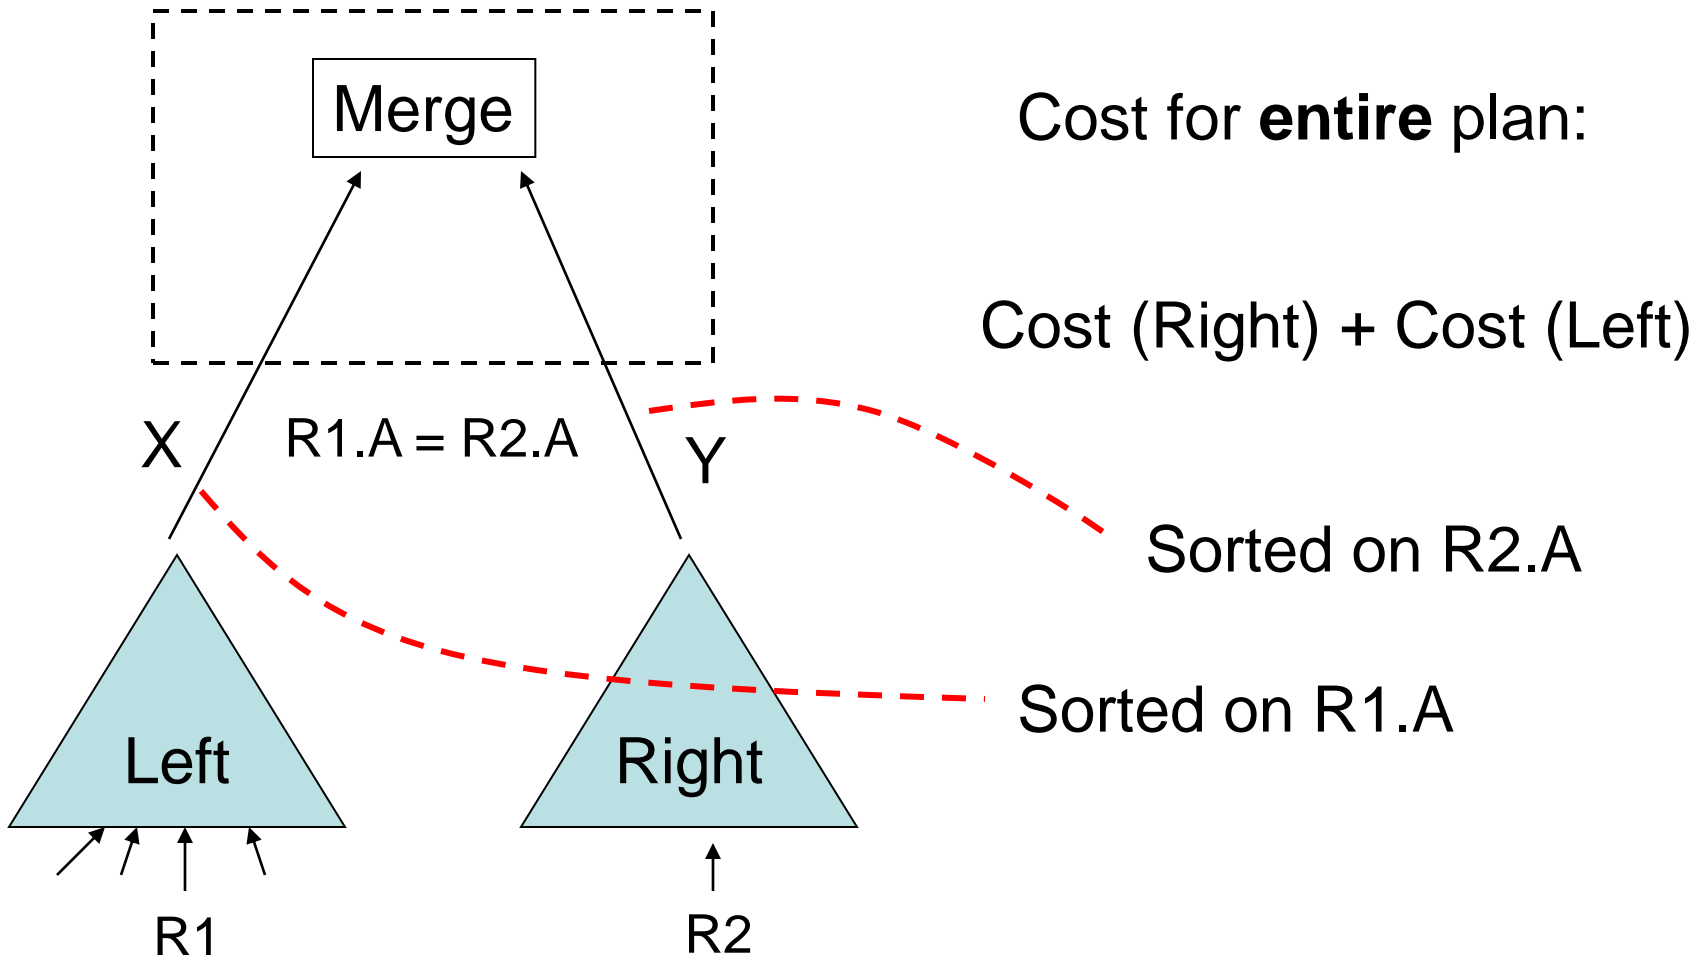 Merge
Cost for entire plan:
Cost (Right) + Cost (Left)
X
R1.A = R2.A
Y
Sorted on R2.A
Sorted on R1.A
Left
Right
R1
R2